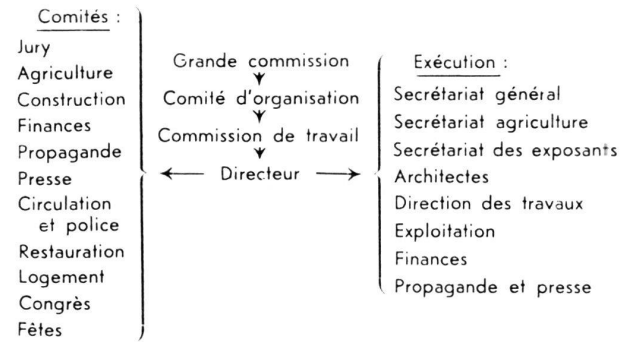 Comités :
Jury
Agriculture
Construction
Finances
Propagande
Presse
Circulation
et police
Restauration
Logement
Congrès
Fêtes
Grande commission
Comité d'organisation
Commission de travail
Directeur
Exécution :
Secrétariat général
Secrétariat agriculture
Secrétariat des exposants
Architectes
Direction des travaux
Exploitation
Finances
Propagande et presse